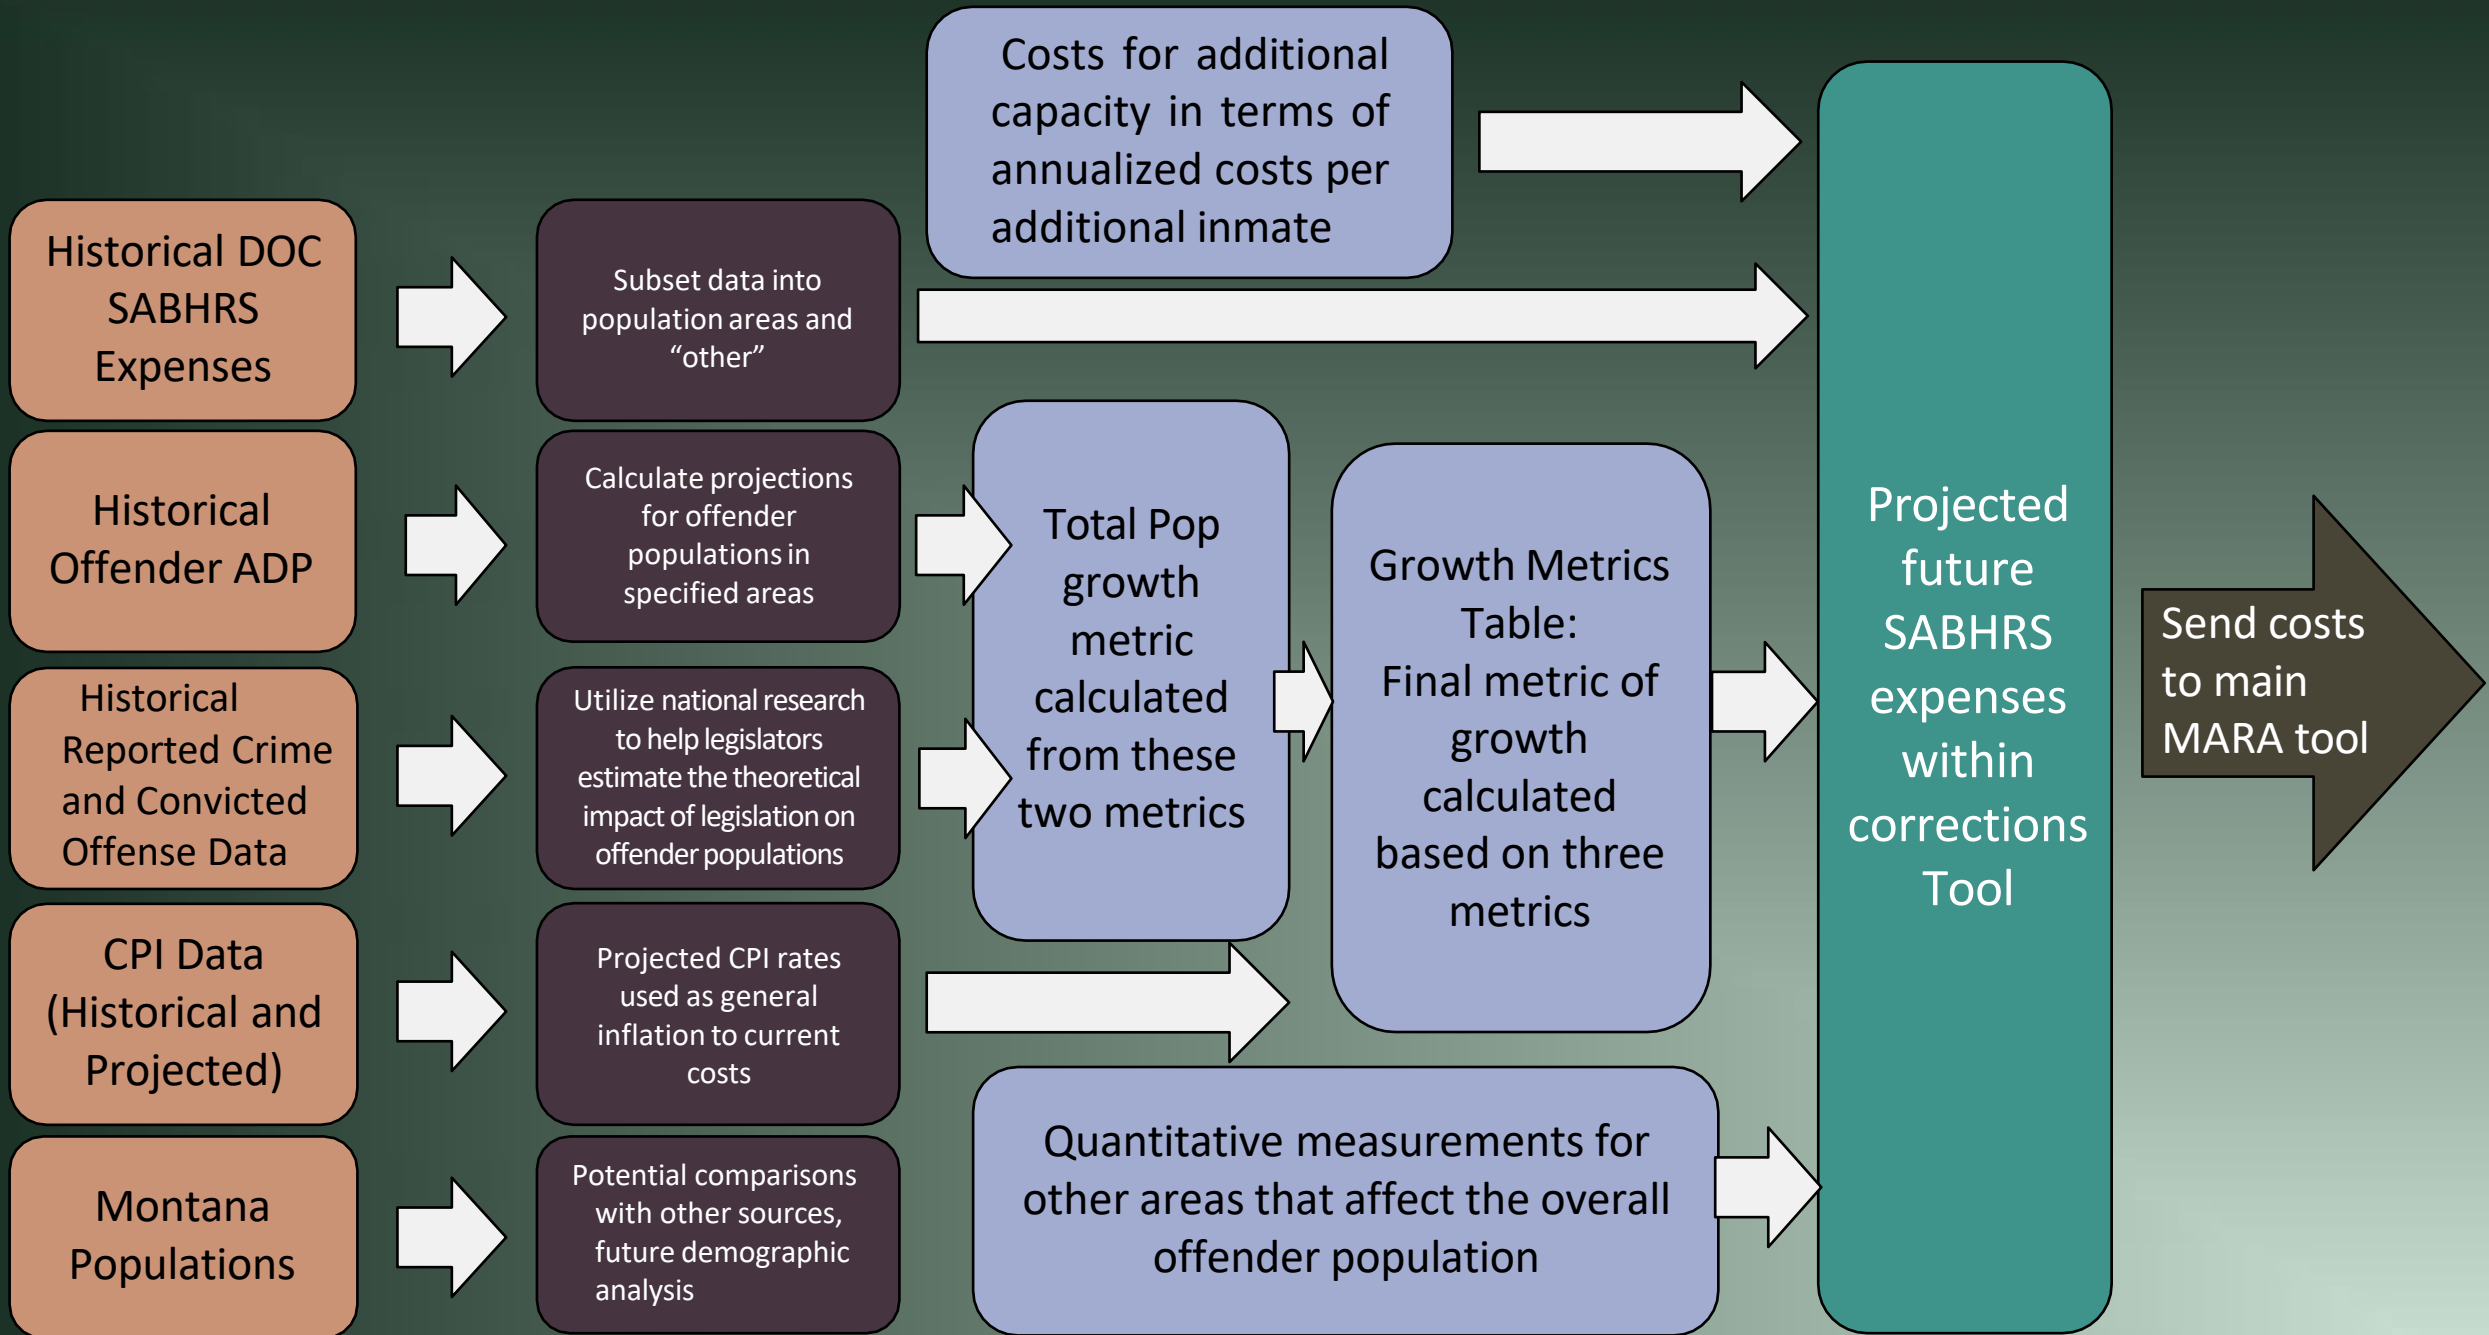 Costs for additional
capacity in terms of
annualized costs per
additional inmate
Historical DOC
SABHRS
Expenses
Subset data into
population areas and
“other”
Historical
Offender ADP
Calculate projections
for offender
populations in
specified areas
Historical
Reported Crime
and Convicted
Offense Data
Utilize national research
to help legislators
estimate the theoretical
impact of legislation on
offender populations
Total Pop
growth
metric
calculated
from these
two metrics
Growth Metrics
Table:
Final metric of
growth
calculated
based on three
metrics
CPI Data
(Historical and
Projected)
Projected CPI rates
used as general
inflation to current
costs
Montana
Populations
Potential comparisons
with other sources,
future demographic
analysis
Quantitative measurements for
other areas that affect the overall
offender population
Projected
future
SABHRS
expenses
within
corrections
Tool
Send costs
to main
MARA tool